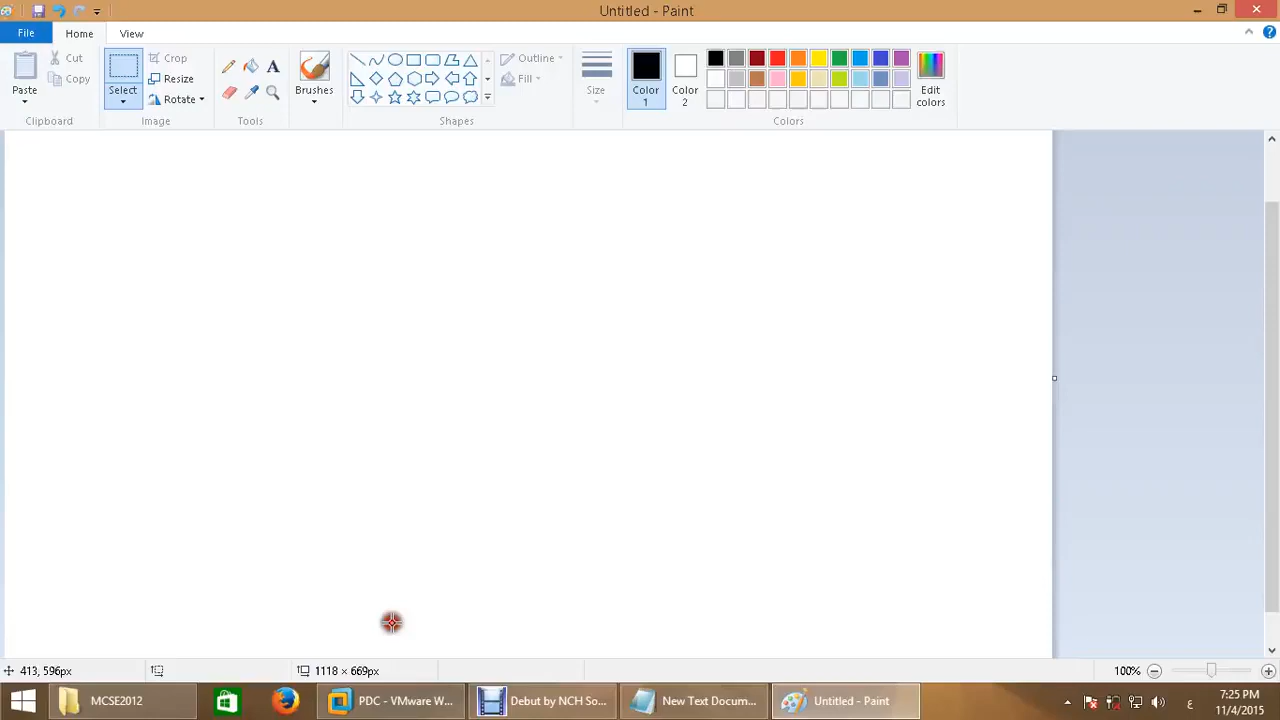 Untitled - Paint
File
Home
View
Paste
Cut
Copy
Clipboard
Select
Crop
Resize
Rotate
Image
A
Tools
Brushes
Outline
Fill
Shapes
Size
Color
1
Color
2
Edit
colors
Colors
413, 596px
1118 × 669px
100%
MCSE2012
PDC - VMware W...
Debut by NCH So...
New Text Docum...
Untitled - Paint
ع
7:25 PM
11/4/2015